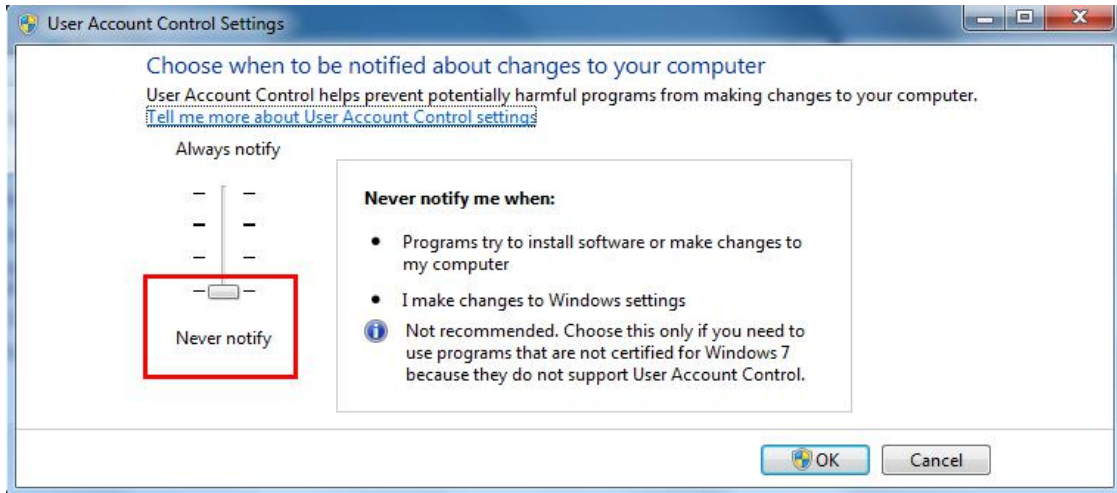 User Account Control Settings
Choose when to be notified about changes to your computer
User Account Control helps prevent potentially harmful programs from making changes to your computer.
Tell me more about User Account Control settings
Always notify
Never notify
Never notify me when:
• Programs try to install software or make changes to
my computer
• I make changes to Windows settings
Not recommended. Choose this only if you need to
use programs that are not certified for Windows 7
because they do not support User Account Control.
OK
Cancel